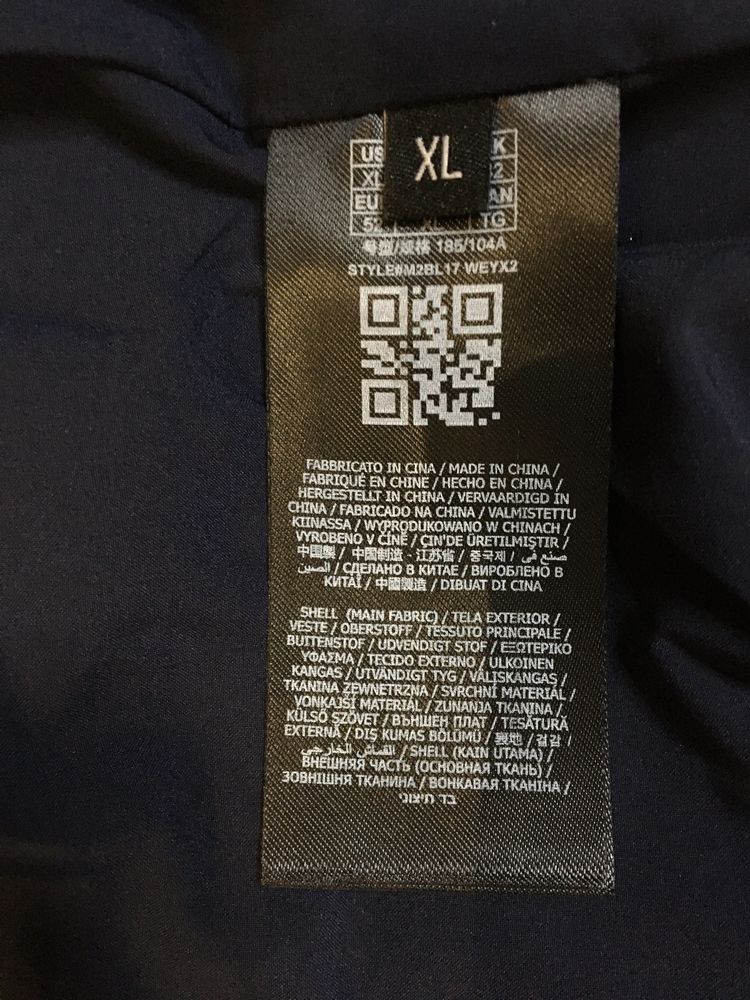 XL
US
EU
号型/规格 185/104A
STYLE#M2BL17 WEYX2
FABBRICATO IN CINA / MADE IN CHINA /
FABRIQUÉ EN CHINE / HECHO EN CHINA /
HERGESTELLT IN CHINA / VERVAARDIGD IN
CHINA / FABRICADO NA CHINA / VALMISTETTU
KIINASSA / WYPRODUKOWANO W CHINACH /
VYROBENO V ČÍNĚ / ÇIN'DE ÜRETILMIŞTIR /
中国製 / 中国制造 - 江苏省 / 중국제 / صنع في
الصين / СДЕЛАНО В КИТАЕ / ВИРОБЛЕНО В
КИТАЇ / 中國製造 / DIBUAT DI CINA
SHELL (MAIN FABRIC) / TELA EXTERIOR /
VESTE / OBERSTOFF / TESSUTO PRINCIPALE /
BUITENSTOF / UDVENDIGT STOF / ΕΞΩΤΕΡΙΚΟ
ΥΦΑΣΜΑ / TECIDO EXTERNO / ULKOINEN
KANGAS / UTVÄNDIGT TYG / VÄLISKANGAS /
TKANINA ZEWNĘTRZNA / SVRCHNÍ MATERIÁL /
VONKAJŠÍ MATERIÁL / ZUNANJA TKANINA /
KÜLSŐ SZÖVET / ВЪНШЕН ПЛАТ / ŢESĂTURĂ
EXTERNĂ / DIŞ KUMAŞ BÖLÜMÜ / 表地 / 겉감 /
القماش الخارجي / SHELL (KAIN UTAMA) /
ВНЕШНЯЯ ЧАСТЬ (ОСНОВНАЯ ТКАНЬ) /
ЗОВНІШНЯ ТКАНИНА / ВОНКАВАЯ ТКАНІНА /
בד חיצוני